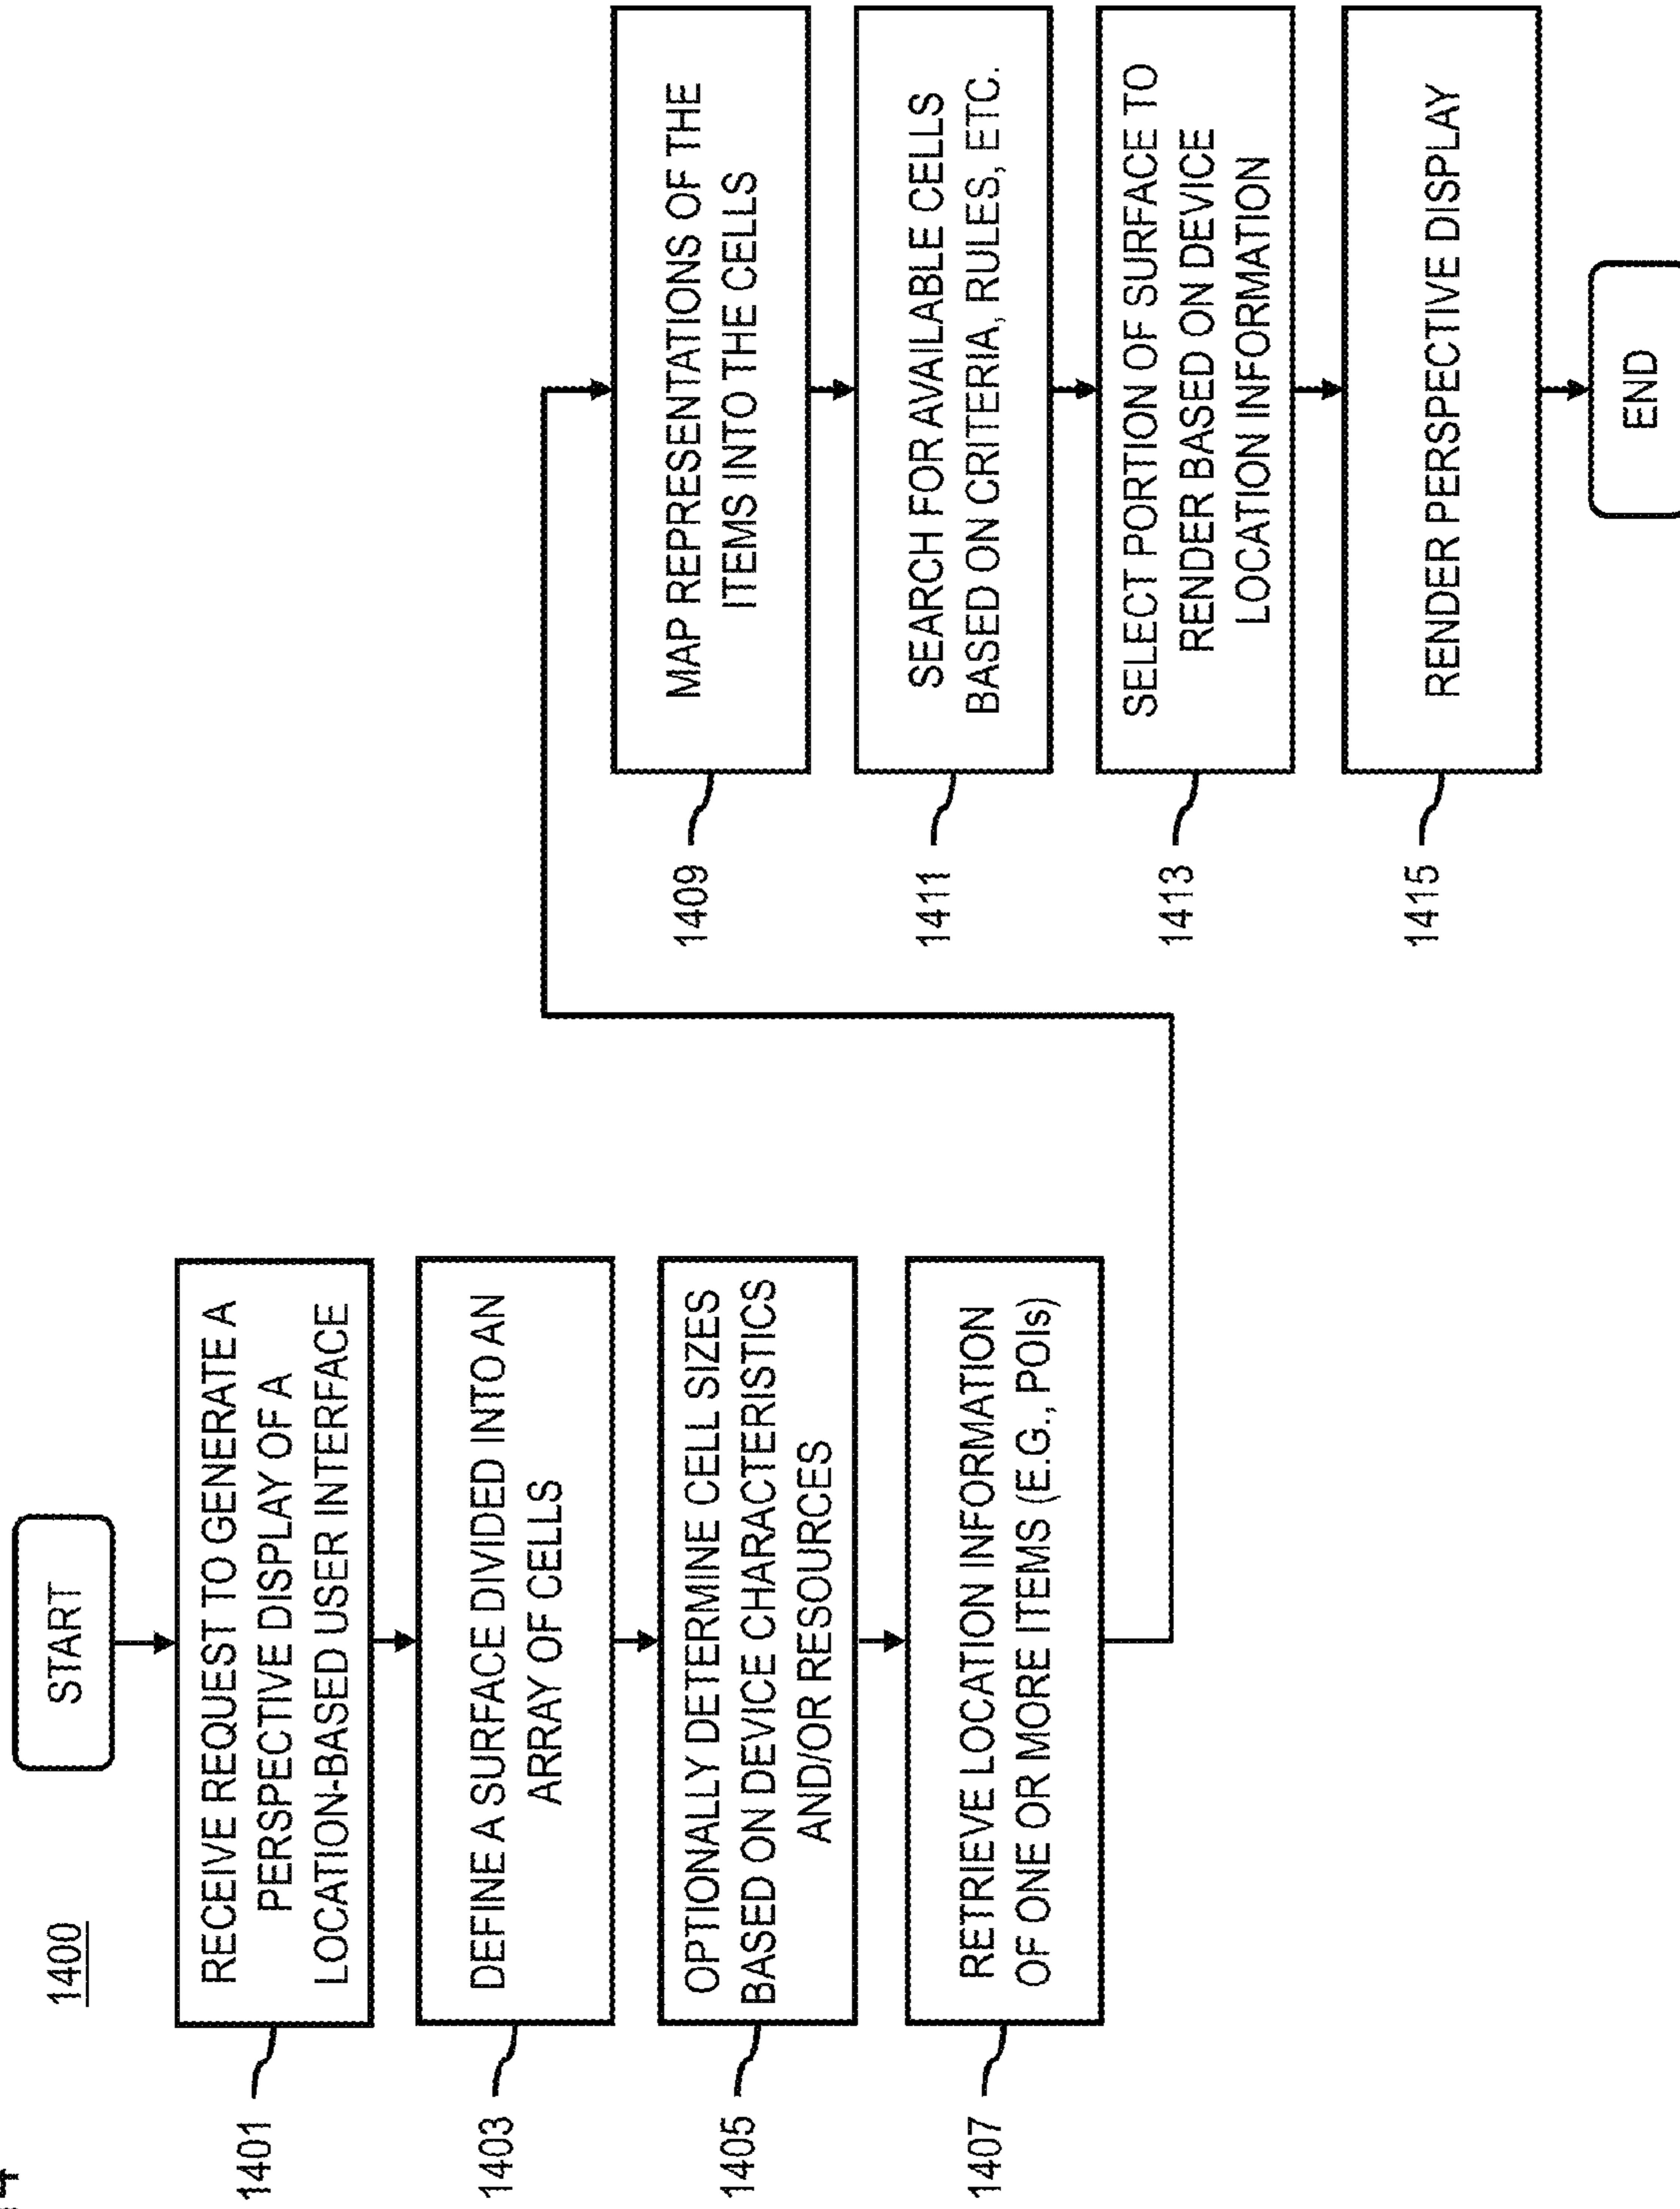 1400
START
RECEIVE REQUEST TO GENERATE A
PERSPECTIVE DISPLAY OF A
LOCATION-BASED USER INTERFACE
1401
DEFINE A SURFACE DIVIDED INTO AN
ARRAY OF CELLS
1403
OPTIONALLY DETERMINE CELL SIZES
BASED ON DEVICE CHARACTERISTICS
AND/OR RESOURCES
1405
RETRIEVE LOCATION INFORMATION
OF ONE OR MORE ITEMS (E.G., POIs)
1407
MAP REPRESENTATIONS OF THE
ITEMS INTO THE CELLS
1409
SEARCH FOR AVAILABLE CELLS
BASED ON CRITERIA, RULES, ETC.
1411
SELECT PORTION OF SURFACE TO
RENDER BASED ON DEVICE
LOCATION INFORMATION
1413
RENDER PERSPECTIVE DISPLAY
1415
END